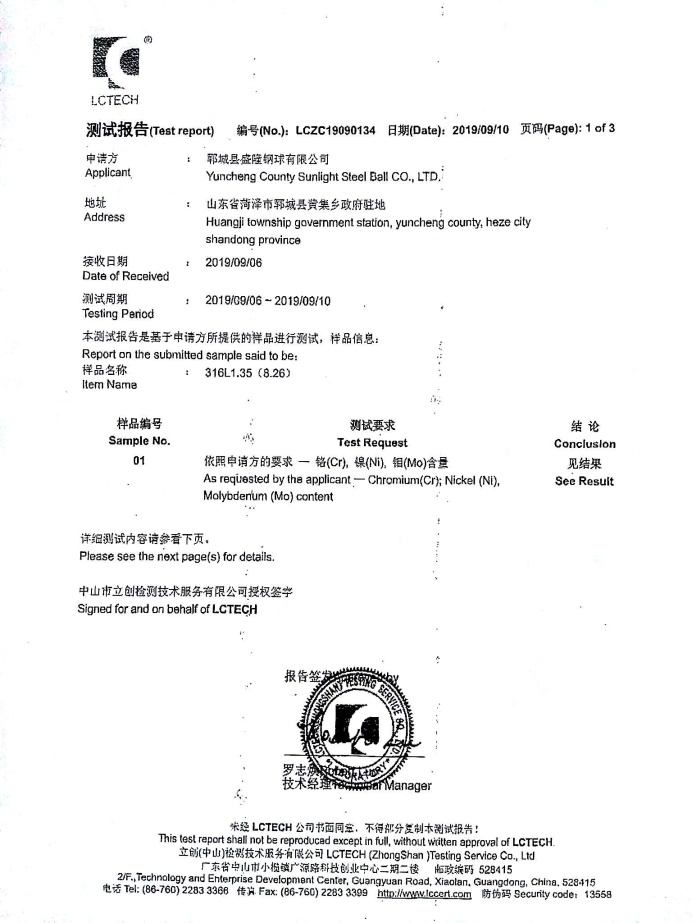 ®
LCTECH
测试报告(Test report) 编号(No.): LCZC19090134 日期(Date): 2019/09/10 页码(Page): 1 of 3
申请方 : 郓城县盛隆钢球有限公司
Applicant Yuncheng County Sunlight Steel Ball CO., LTD.
地址 : 山东省菏泽市郓城县黄集乡政府驻地
Address Huangji township government station, yuncheng county, heze city
shandong province
接收日期 : 2019/09/06
Date of Received
测试周期 : 2019/09/06 ~ 2019/09/10
Testing Period
本测试报告是基于申请方所提供的样品进行测试，样品信息：
Report on the submitted sample said to be:
样品名称 : 316L1.35（8.26）
Item Name
样品编号 测试要求 结 论
Sample No. Test Request Conclusion
01 依照申请方的要求 — 铬(Cr), 镍(Ni), 钼(Mo)含量 见结果
As requested by the applicant — Chromium(Cr); Nickel (Ni), See Result
Molybdenum (Mo) content
详细测试内容请参看下页。
Please see the next page(s) for details.
中山市立创检测技术服务有限公司授权签字
Signed for and on behalf of LCTECH
报告签发 by
TESTING SERVICE CO., LTD
罗志
技术经理 Technical Manager
未经 LCTECH 公司书面同意，不得部分复制本测试报告！
This test report shall not be reproduced except in full, without written approval of LCTECH.
立创(中山)检测技术服务有限公司 LCTECH (ZhongShan )Testing Service Co., Ltd
广东省中山市小榄镇广源路科技创业中心二期二楼 邮政编码 528415
2/F.,Technology and Enterprise Development Center, Guangyuan Road, Xiaolan, Guangdong, China, 528415
电话 Tel: (86-760) 2283 3366 传真 Fax: (86-760) 2283 3399 http://www.lccert.com 防伪码 Security code: 13558